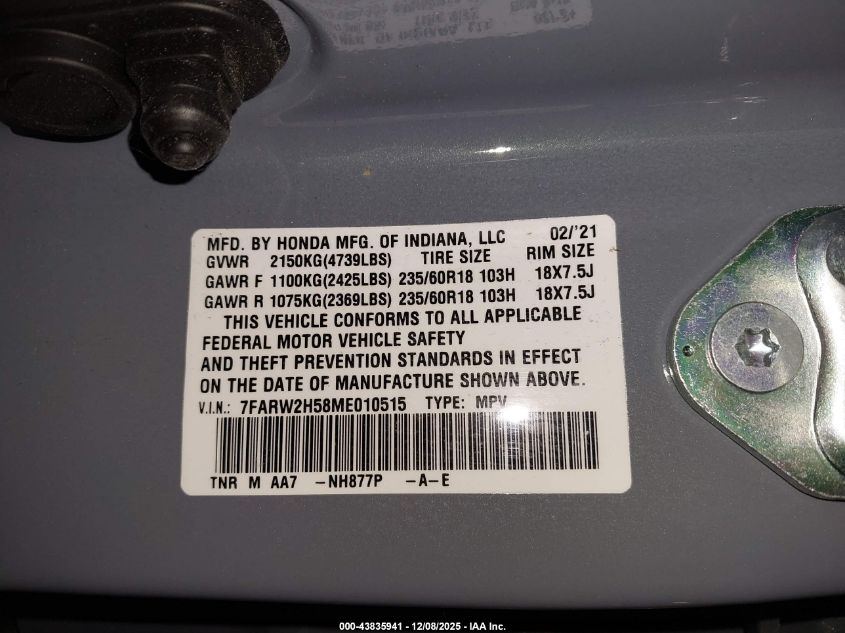 MFD. BY HONDA MFG. OF INDIANA, LLC 02/'21
GVWR 2150KG(4739LBS) TIRE SIZE RIM SIZE
GAWR F 1100KG(2425LBS) 235/60R18 103H 18X7.5J
GAWR R 1075KG(2369LBS) 235/60R18 103H 18X7.5J
THIS VEHICLE CONFORMS TO ALL APPLICABLE
FEDERAL MOTOR VEHICLE SAFETY
AND THEFT PREVENTION STANDARDS IN EFFECT
ON THE DATE OF MANUFACTURE SHOWN ABOVE.
V.I.N.: 7FARW2H58ME010515 TYPE: MPV
TNR M AA7 -NH877P -A-E
000-43835941 - 12/08/2025 - IAA Inc.